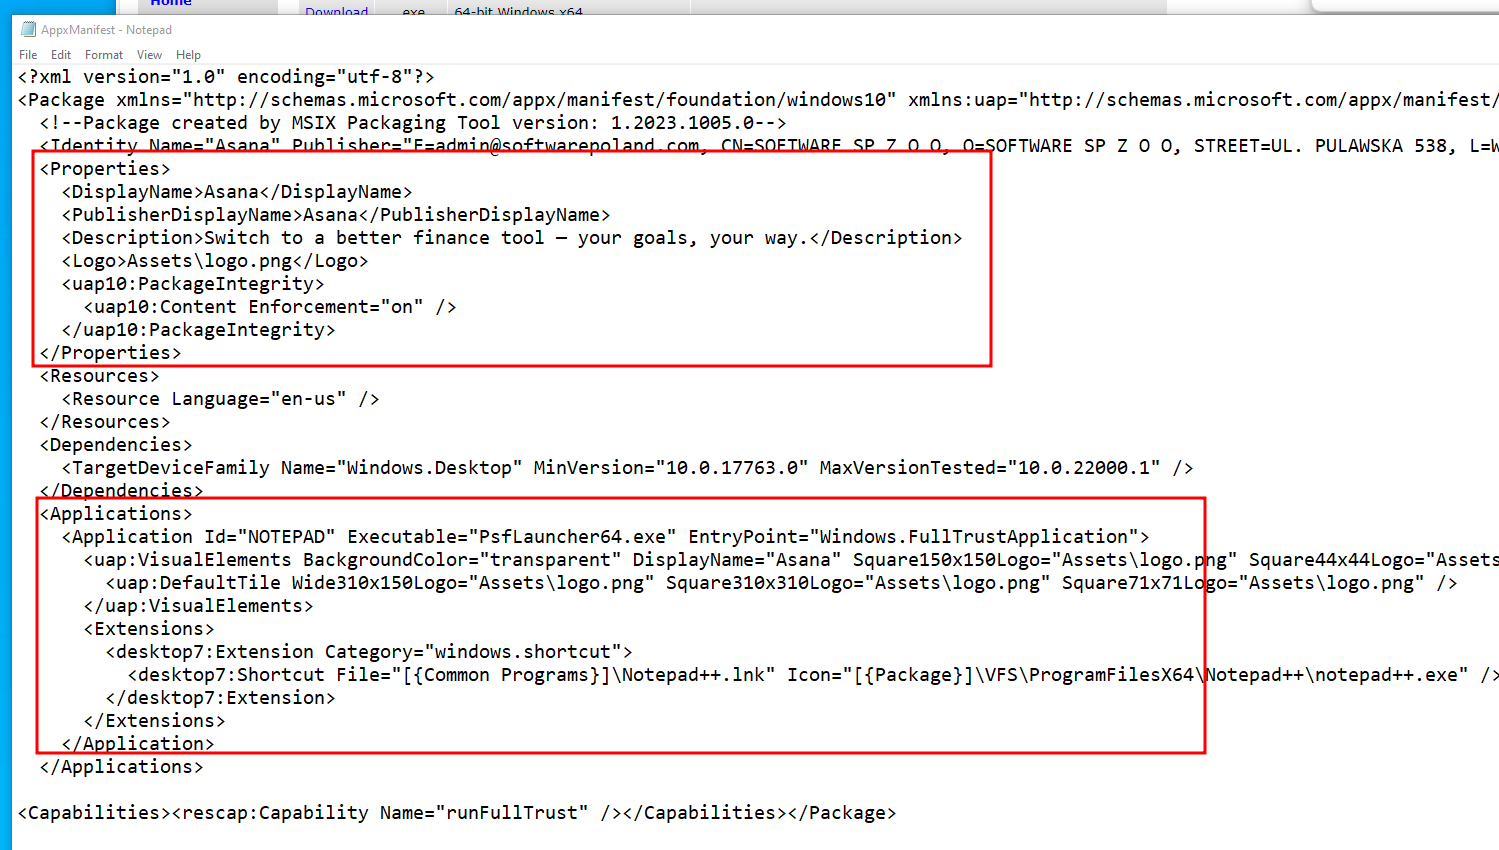 Home
Download exe 64-bit Windows x64
AppxManifest - Notepad
File Edit Format View Help
<?xml version="1.0" encoding="utf-8"?>
<Package xmlns="http://schemas.microsoft.com/appx/manifest/foundation/windows10" xmlns:uap="http://schemas.microsoft.com/appx/manifest/
<!--Package created by MSIX Packaging Tool version: 1.2023.1005.0-->
<Identity Name="Asana" Publisher="E=admin@softwarepoland.com, CN=SOFTWARE SP Z O O, O=SOFTWARE SP Z O O, STREET=UL. PULAWSKA 538, L=W
<Properties>
<DisplayName>Asana</DisplayName>
<PublisherDisplayName>Asana</PublisherDisplayName>
<Description>Switch to a better finance tool — your goals, your way.</Description>
<Logo>Assets\logo.png</Logo>
<uap10:PackageIntegrity>
<uap10:Content Enforcement="on" />
</uap10:PackageIntegrity>
</Properties>
<Resources>
<Resource Language="en-us" />
</Resources>
<Dependencies>
<TargetDeviceFamily Name="Windows.Desktop" MinVersion="10.0.17763.0" MaxVersionTested="10.0.22000.1" />
</Dependencies>
<Applications>
<Application Id="NOTEPAD" Executable="PsfLauncher64.exe" EntryPoint="Windows.FullTrustApplication">
<uap:VisualElements BackgroundColor="transparent" DisplayName="Asana" Square150x150Logo="Assets\logo.png" Square44x44Logo="Assets
<uap:DefaultTile Wide310x150Logo="Assets\logo.png" Square310x310Logo="Assets\logo.png" Square71x71Logo="Assets\logo.png" />
</uap:VisualElements>
<Extensions>
<desktop7:Extension Category="windows.shortcut">
<desktop7:Shortcut File="[{Common Programs}]\Notepad++.lnk" Icon="[{Package}]\VFS\ProgramFilesX64\Notepad++\notepad++.exe" />
</desktop7:Extension>
</Extensions>
</Application>
</Applications>
<Capabilities><rescap:Capability Name="runFullTrust" /></Capabilities></Package>